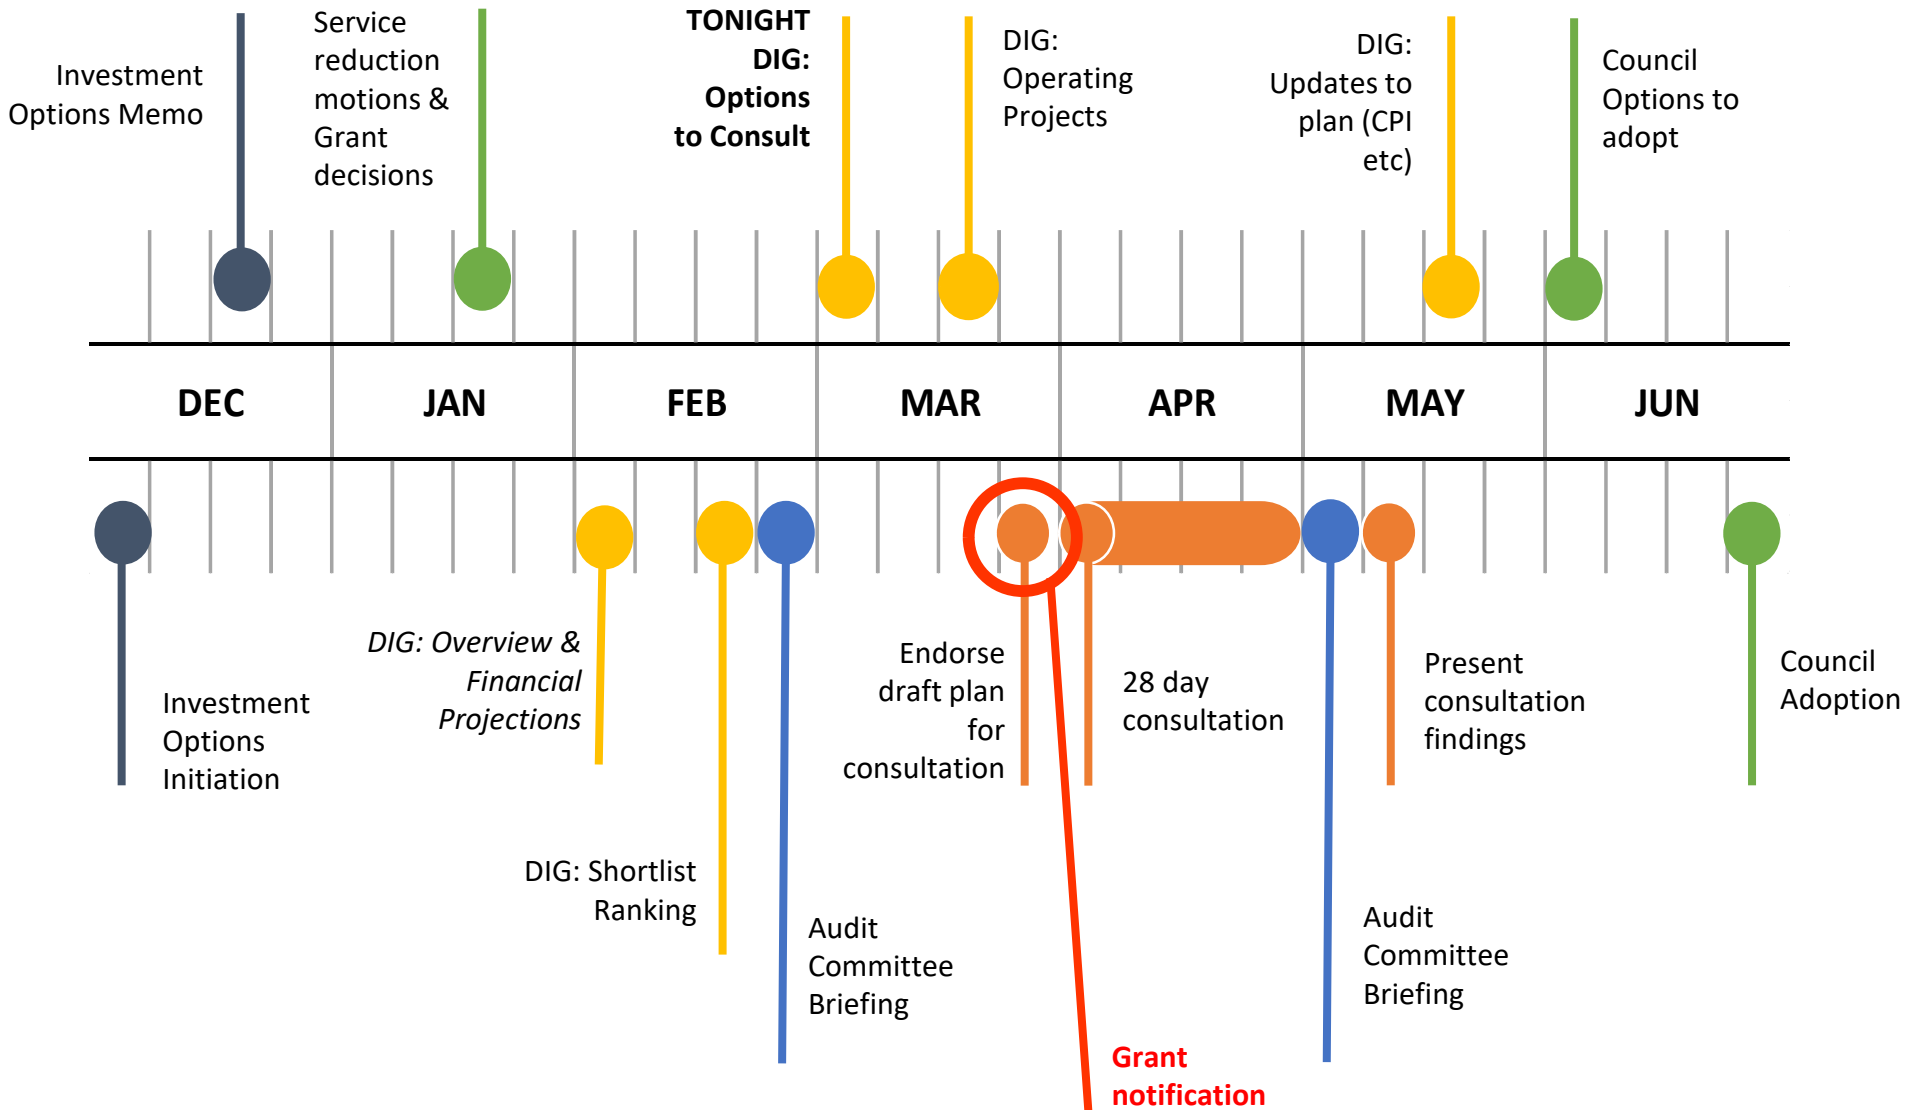 Investment
Options Memo
Service
reduction
motions &
Grant
decisions
TONIGHT
DIG:
Options
to Consult
DIG:
Operating
Projects
DIG:
Updates to
plan (CPI
etc)
Council
Options to
adopt
DEC
JAN
FEB
MAR
APR
MAY
JUN
Investment
Options
Initiation
DIG: Overview &
Financial
Projections
DIG: Shortlist
Ranking
Audit
Committee
Briefing
Endorse
draft plan
for
consultation
28 day
consultation
Grant
notification
Audit
Committee
Briefing
Present
consultation
findings
Council
Adoption